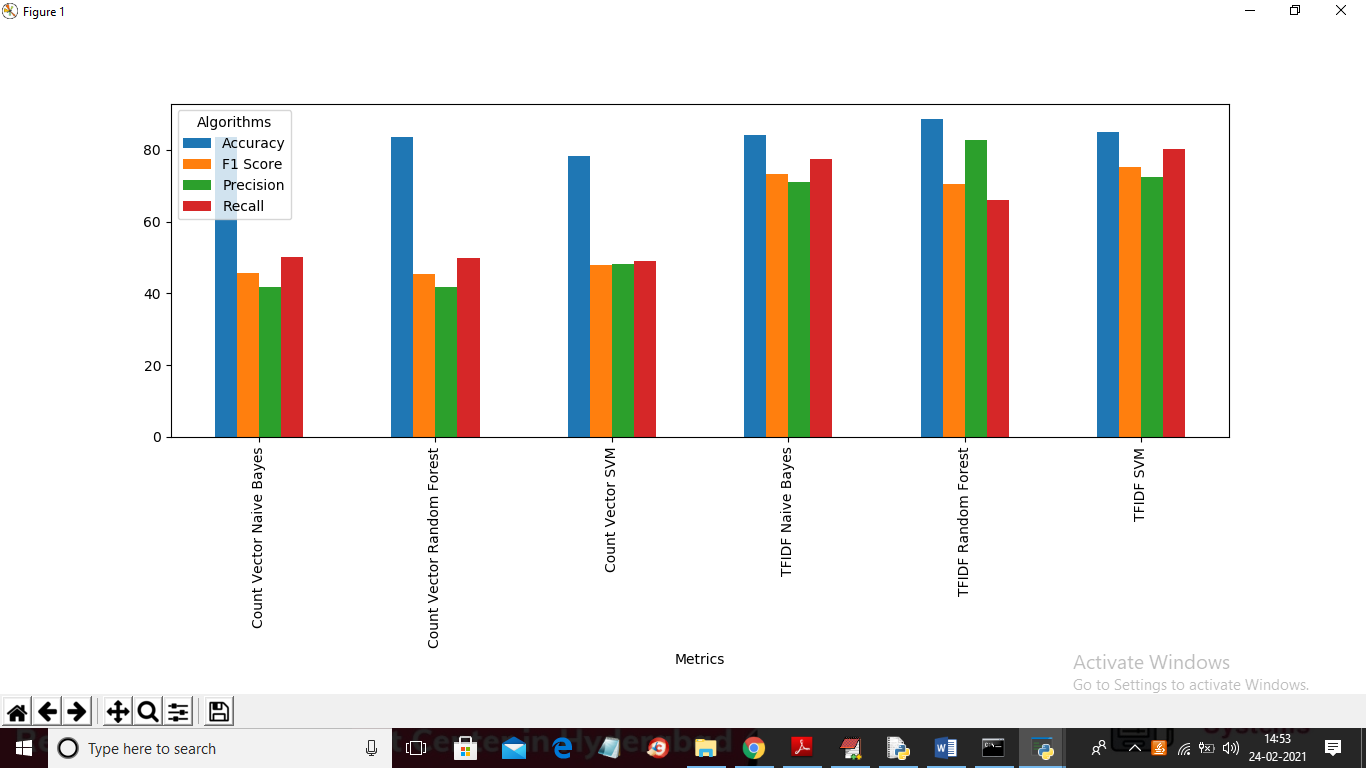 Figure 1
Algorithms
Accuracy
F1 Score
Precision
Recall
80
60
40
20
0
Count Vector Naive Bayes
Count Vector Random Forest
Count Vector SVM
TFIDF Naive Bayes
TFIDF Random Forest
TFIDF SVM
Metrics
Activate Windows
Go to Settings to activate Windows.
Type here to search
14:53
24-02-2021